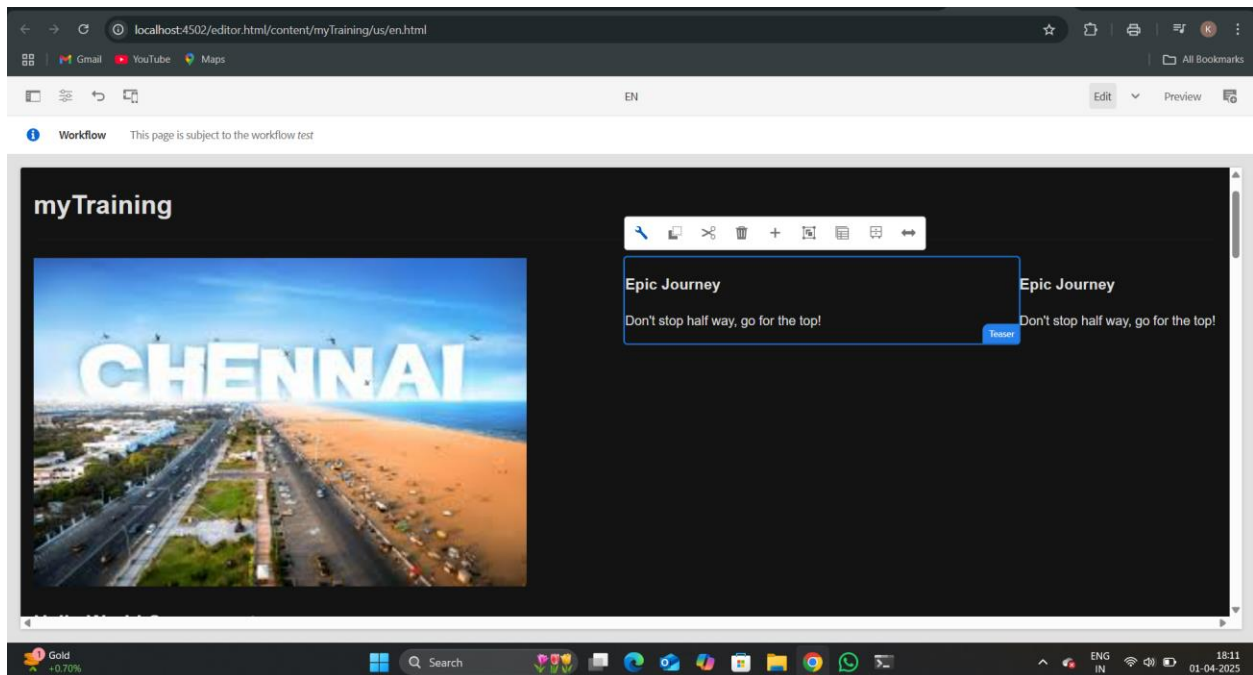 localhost:4502/editor.html/content/myTraining/us/en.html
K
Gmail YouTube Maps All Bookmarks
EN Edit Preview
Workflow This page is subject to the workflow test
myTraining
CHENNAI
Epic Journey
Don't stop half way, go for the top!
Teaser
Epic Journey
Don't stop half way, go for the top!
1 Gold
+0.70%
Search
ENG
IN
18:11
01-04-2025